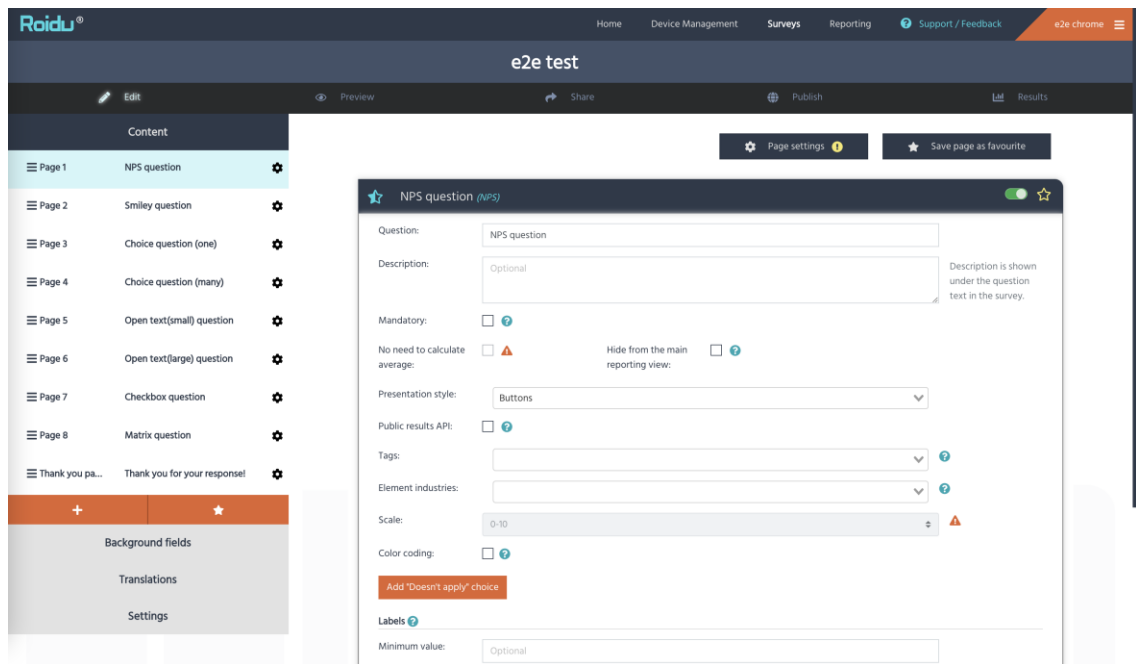 Roidu®
Home Device Management Surveys Reporting ? Support / Feedback e2e chrome
e2e test
Edit Preview Share Publish Results
Content
Page settings !
Save page as favourite
Page 1 NPS question
Page 2 Smiley question
Page 3 Choice question (one)
Page 4 Choice question (many)
Page 5 Open text(small) question
Page 6 Open text(large) question
Page 7 Checkbox question
Page 8 Matrix question
Thank you pa... Thank you for your response!
+
Background fields
Translations
Settings
NPS question (NPS)
Question: NPS question
Description: Optional
Description is shown
under the question
text in the survey.
Mandatory: ?
No need to calculate
average:
Hide from the main
reporting view: ?
Presentation style: Buttons
Public results API: ?
Tags: ?
Element industries: ?
Scale: 0-10
Color coding: ?
Add "Doesn't apply" choice
Labels ?
Minimum value: Optional